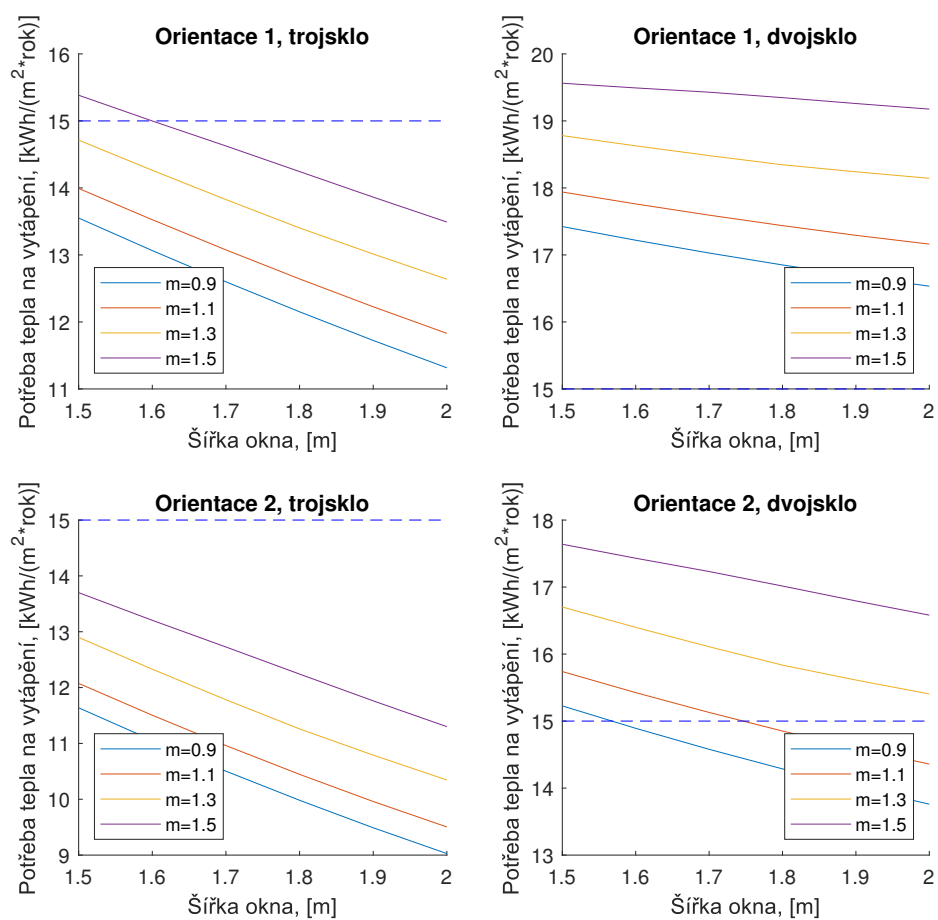 Orientace 1, trojsklo
Potřeba tepla na vytápění, [kWh/(m²*rok)]
16
15
14
13
12
11
m=0.9
m=1.1
m=1.3
m=1.5
1.5 1.6 1.7 1.8 1.9 2
Šířka okna, [m]
Orientace 1, dvojsklo
Potřeba tepla na vytápění, [kWh/(m²*rok)]
20
19
18
17
16
15
m=0.9
m=1.1
m=1.3
m=1.5
1.5 1.6 1.7 1.8 1.9 2
Šířka okna, [m]
Orientace 2, trojsklo
Potřeba tepla na vytápění, [kWh/(m²*rok)]
15
14
13
12
11
10
9
m=0.9
m=1.1
m=1.3
m=1.5
1.5 1.6 1.7 1.8 1.9 2
Šířka okna, [m]
Orientace 2, dvojsklo
Potřeba tepla na vytápění, [kWh/(m²*rok)]
18
17
16
15
14
13
m=0.9
m=1.1
m=1.3
m=1.5
1.5 1.6 1.7 1.8 1.9 2
Šířka okna, [m]